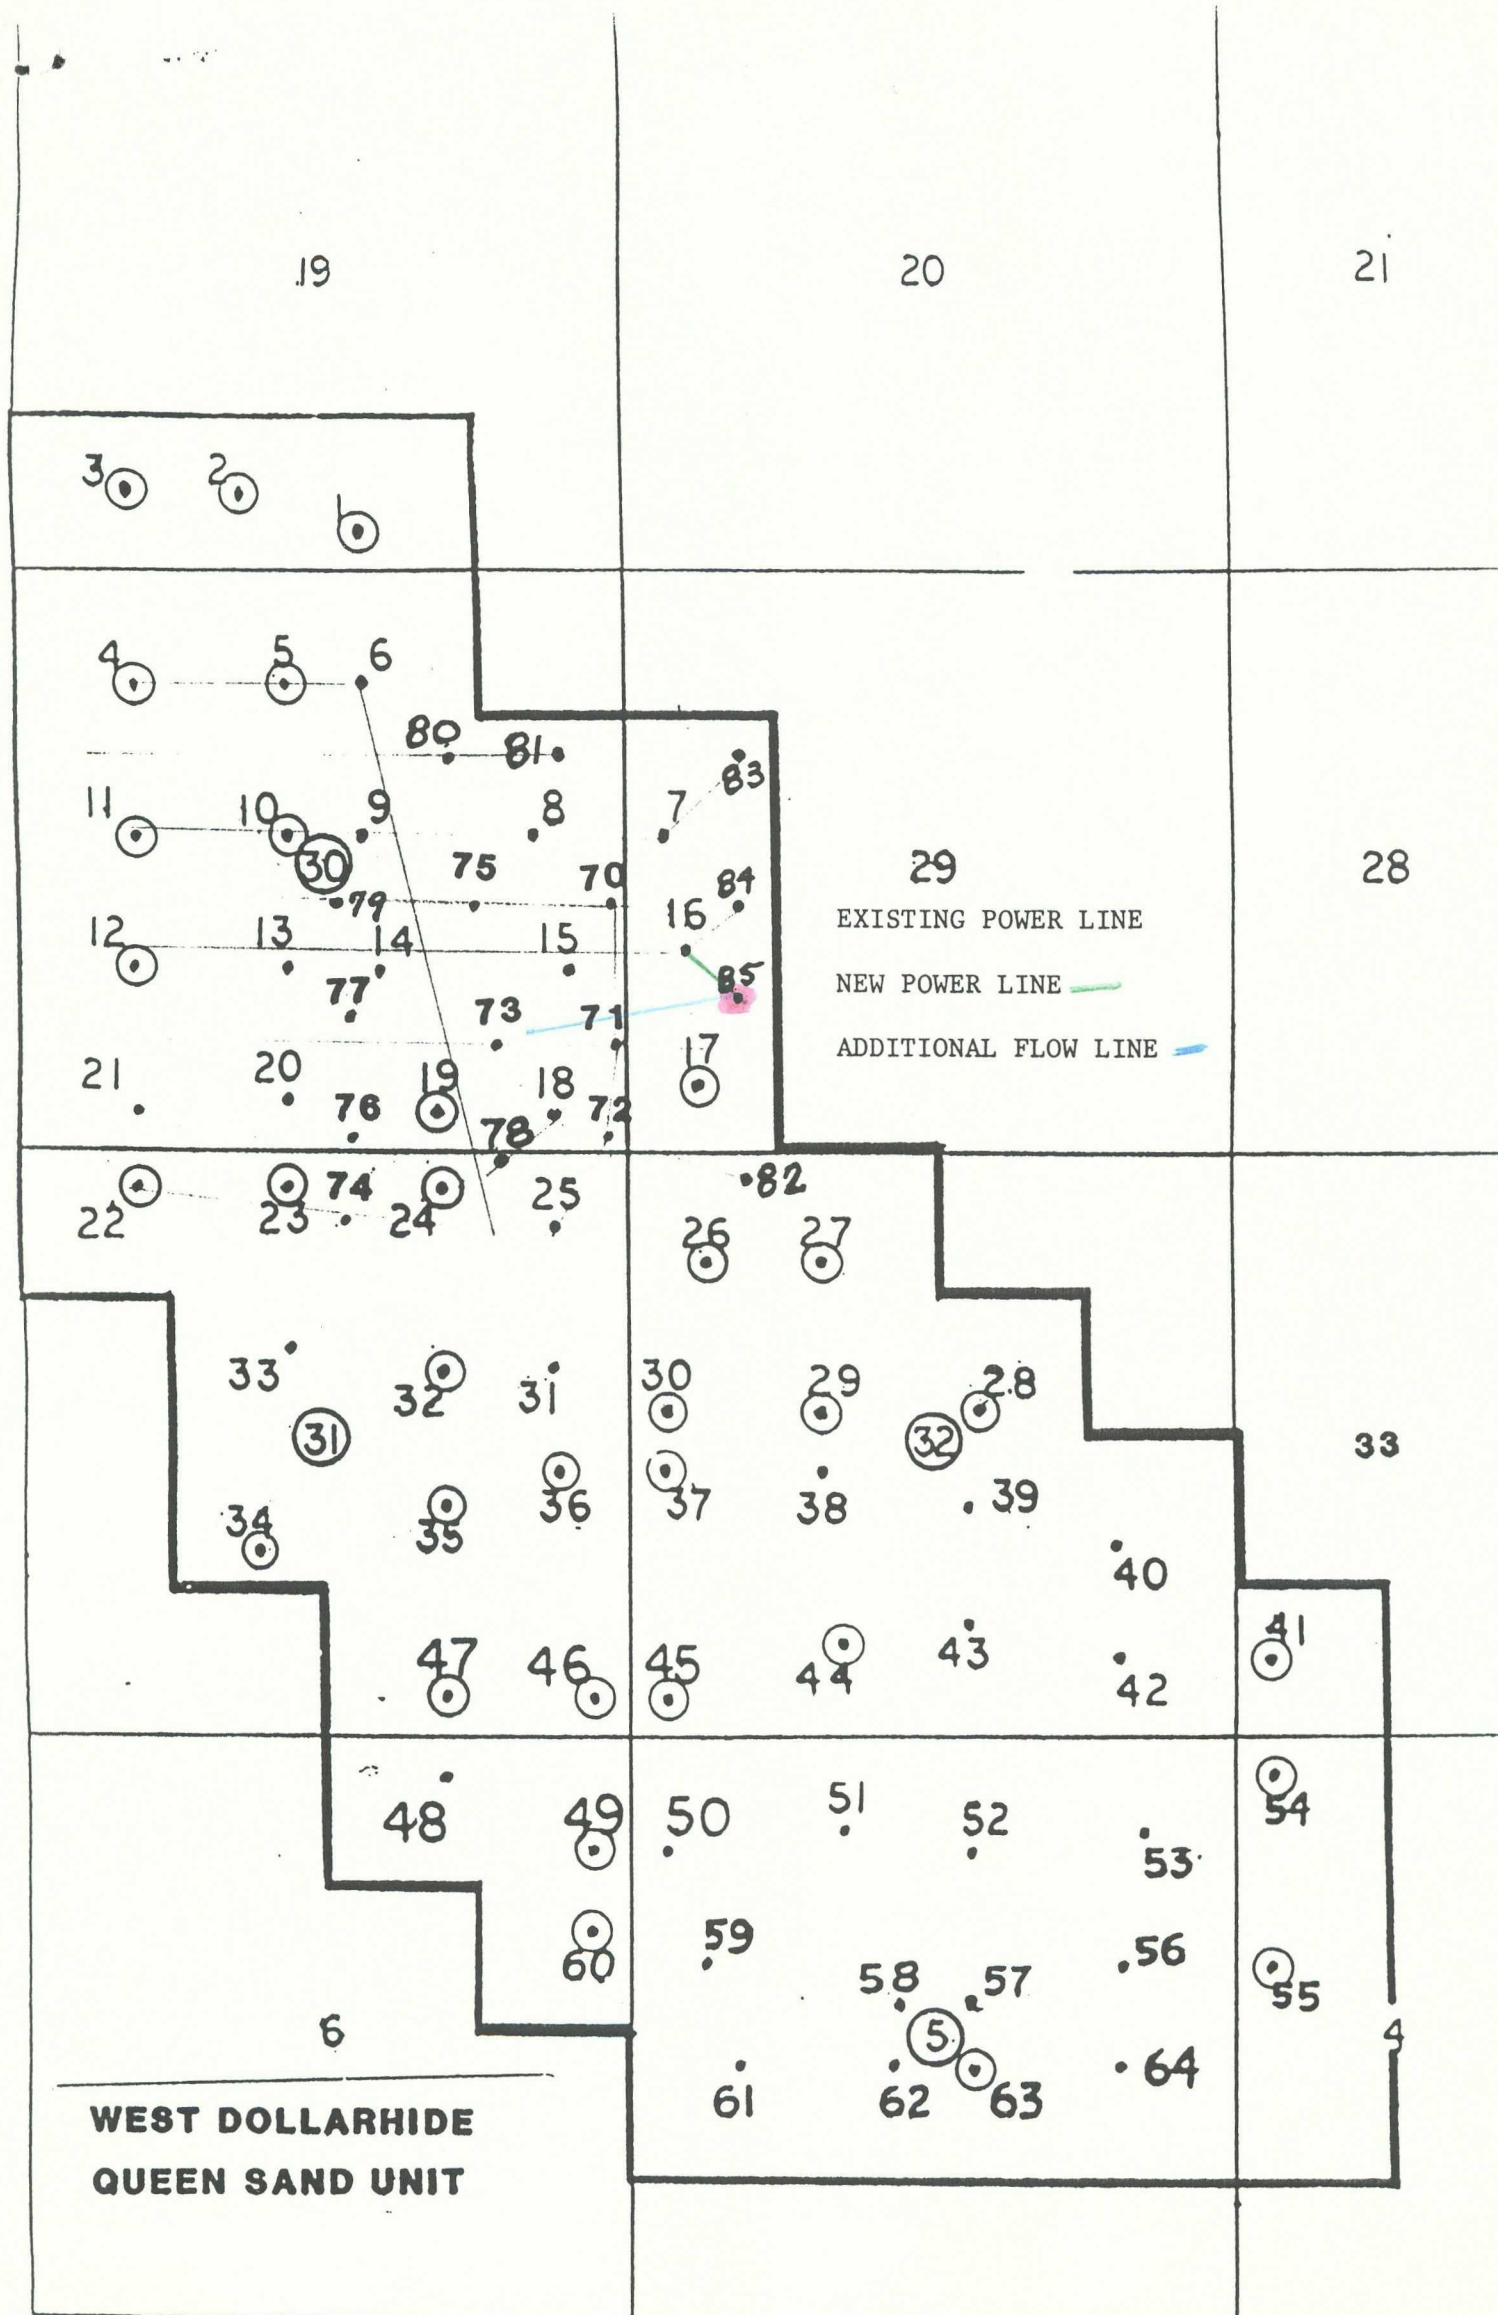 19 20 21
3 2 1
4 5 6
80 81 83
11 10 9 8 7
30 75 70 84
79 29 28
EXISTING POWER LINE
12 13 14 15 16
77 85
NEW POWER LINE
73 71
ADDITIONAL FLOW LINE
17
21 20 19 18
76 78 72
82
22 23 74 24 25
26 27
33 32 31 30 29 28
31 32 33
34 35 36 37 38 39
40
41
47 46 45 44 43 42
48 49 50 51 52 53 54
59 56
60 58 57 55
6 5 4
61 62 63 64
WEST DOLLARHIDE
QUEEN SAND UNIT